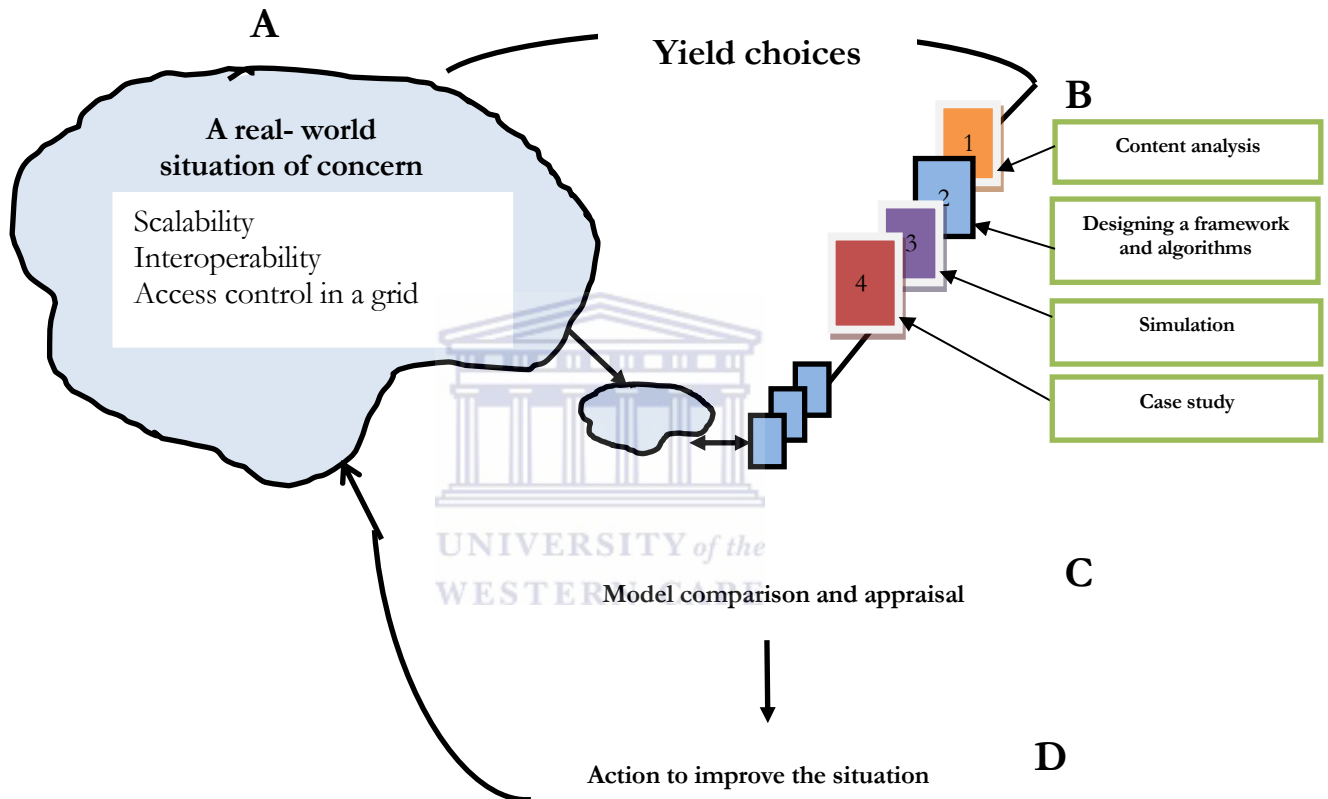 A
Yield choices
B
A real- world
situation of concern
Scalability
Interoperability
Access control in a grid
1
2
3
4
Content analysis
Designing a framework
and algorithms
Simulation
Case study
UNIVERSITY of the
WESTERN CAPE
C
Model comparison and appraisal
D
Action to improve the situation